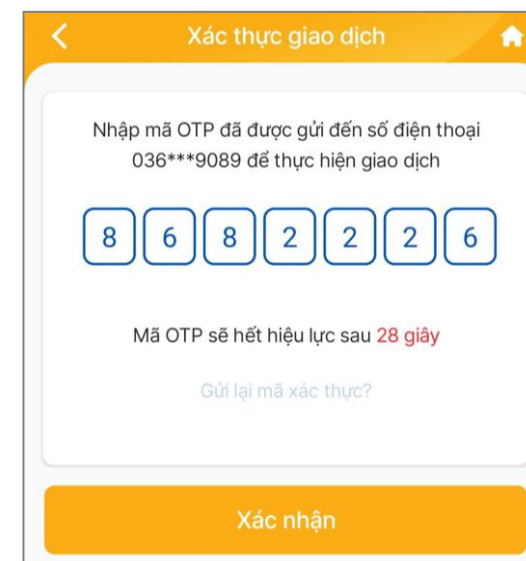 Xác thực giao dịch
Nhập mã OTP đã được gửi đến số điện thoại
036***9089 để thực hiện giao dịch
8 6 8 2 2 2 6
Mã OTP sẽ hết hiệu lực sau 28 giây
Gửi lại mã xác thực?
Xác nhận